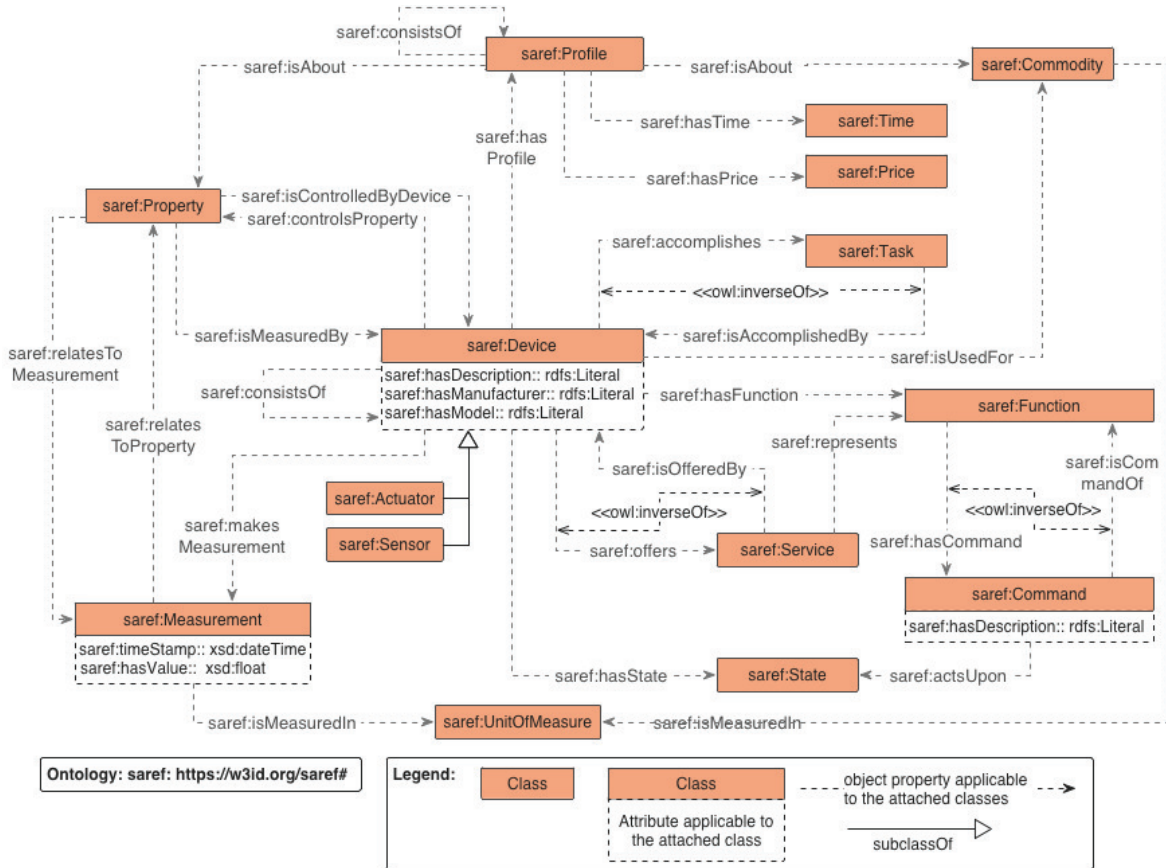 saref:consistsOf
saref:Profile
saref:isAbout
saref:isAbout
saref:Commodity
saref:hasTime
saref:Time
saref:has
Profile
saref:hasPrice
saref:Price
saref:Property
saref:isControlledByDevice
saref:controlsProperty
saref:accomplishes
saref:Task
<<owl:inverseOf>>
saref:isMeasuredBy
saref:Device
saref:isAccomplishedBy
saref:isUsedFor
saref:relatesTo
Measurement
saref:hasDescription:: rdfs:Literal
saref:hasManufacturer:: rdfs:Literal
saref:hasModel:: rdfs:Literal
saref:consistsOf
saref:hasFunction
saref:Function
saref:relates
ToProperty
saref:represents
saref:isOfferedBy
saref:isCom
mandOf
saref:Actuator
<<owl:inverseOf>>
<<owl:inverseOf>>
saref:makes
Measurement
saref:Sensor
saref:offers
saref:Service
saref:hasCommand
saref:Measurement
saref:Command
saref:timeStamp:: xsd:dateTime
saref:hasValue:: xsd:float
saref:hasDescription:: rdfs:Literal
saref:hasState
saref:State
saref:actsUpon
saref:isMeasuredIn
saref:UnitOfMeasure
saref:isMeasuredIn
Ontology: saref: https://w3id.org/saref#
Legend:
Class
Class
Attribute applicable to
the attached class
object property applicable
to the attached classes
subclassOf